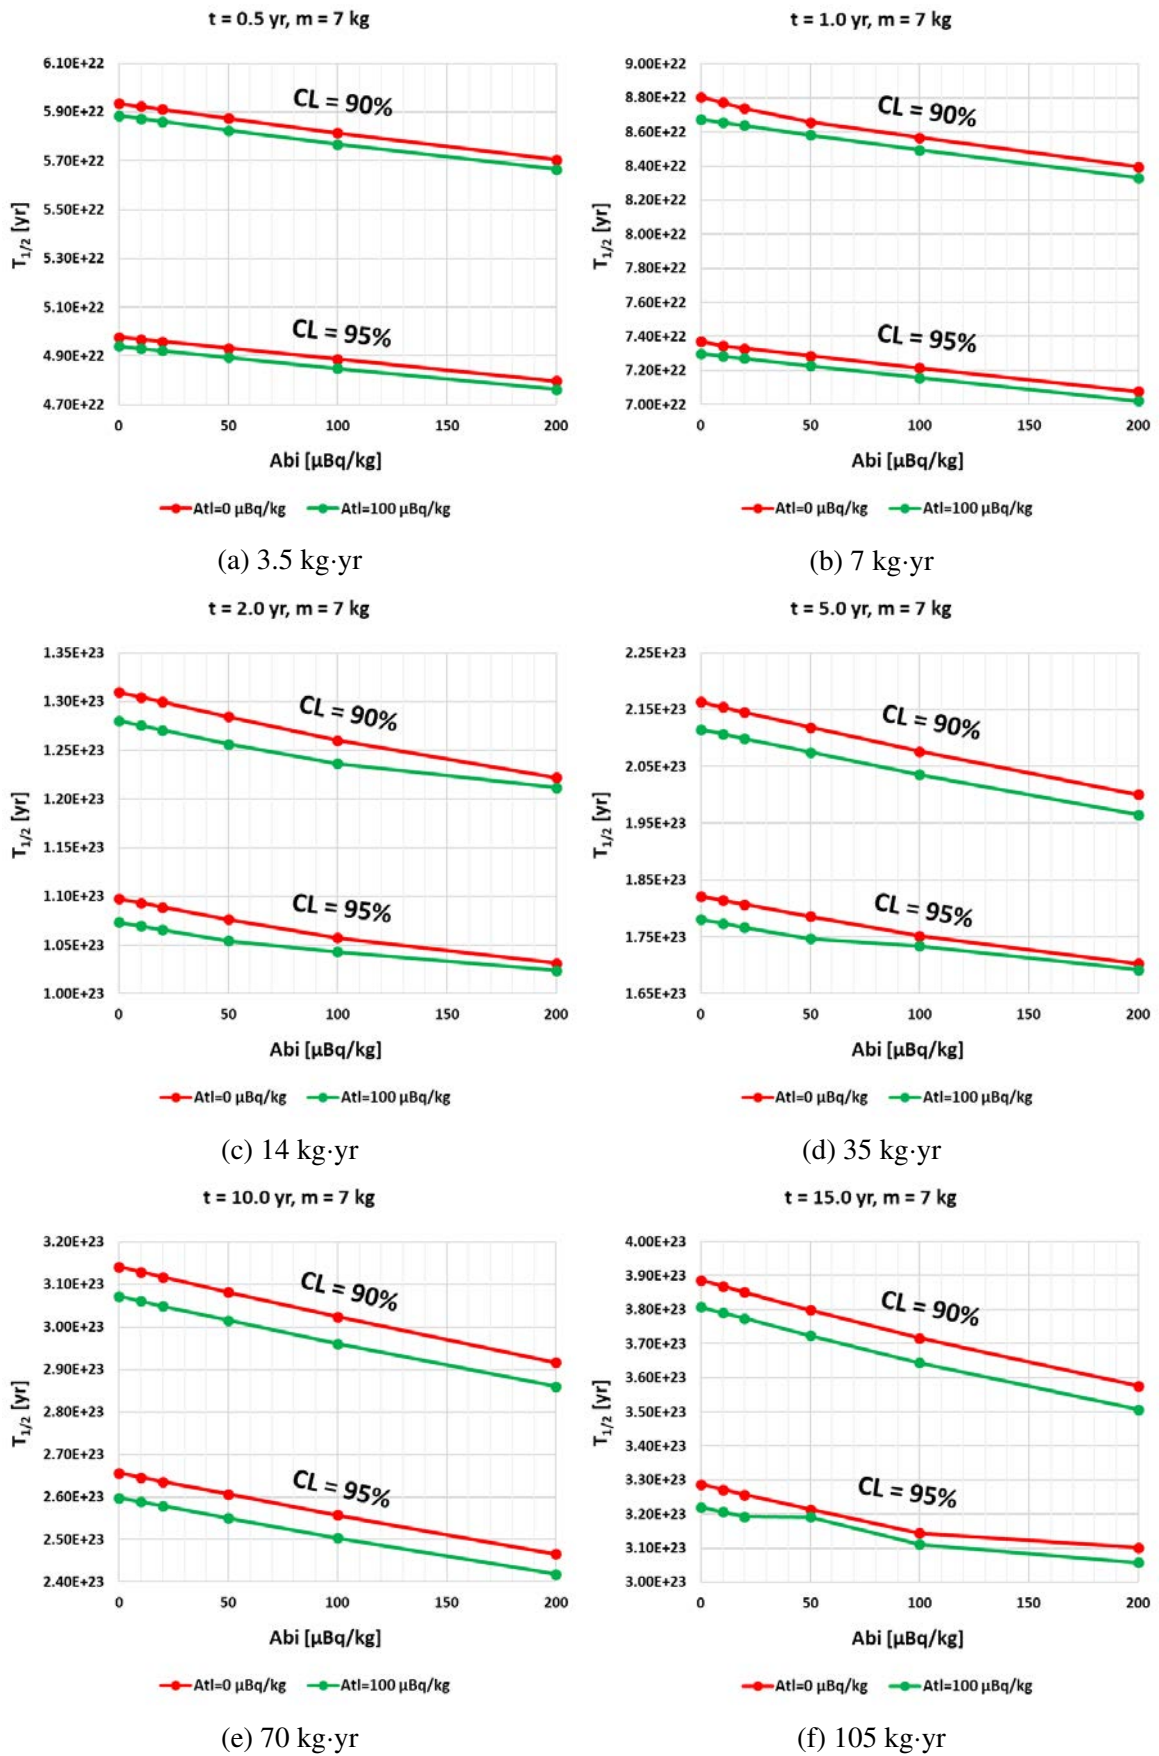 t = 0.5 yr, m = 7 kg
6.10E+22
5.90E+22
5.70E+22
5.50E+22
5.30E+22
5.10E+22
4.90E+22
4.70E+22
T1/2 [yr]
CL = 90%
CL = 95%
0 50 100 150 200
Abi [µBq/kg]
Atl=0 µBq/kg Atl=100 µBq/kg
(a) 3.5 kg·yr
t = 1.0 yr, m = 7 kg
9.00E+22
8.80E+22
8.60E+22
8.40E+22
8.20E+22
8.00E+22
7.80E+22
7.60E+22
7.40E+22
7.20E+22
7.00E+22
T1/2 [yr]
CL = 90%
CL = 95%
0 50 100 150 200
Abi [µBq/kg]
Atl=0 µBq/kg Atl=100 µBq/kg
(b) 7 kg·yr
t = 2.0 yr, m = 7 kg
1.35E+23
1.30E+23
1.25E+23
1.20E+23
1.15E+23
1.10E+23
1.05E+23
1.00E+23
T1/2 [yr]
CL = 90%
CL = 95%
0 50 100 150 200
Abi [µBq/kg]
Atl=0 µBq/kg Atl=100 µBq/kg
(c) 14 kg·yr
t = 5.0 yr, m = 7 kg
2.25E+23
2.15E+23
2.05E+23
1.95E+23
1.85E+23
1.75E+23
1.65E+23
T1/2 [yr]
CL = 90%
CL = 95%
0 50 100 150 200
Abi [µBq/kg]
Atl=0 µBq/kg Atl=100 µBq/kg
(d) 35 kg·yr
t = 10.0 yr, m = 7 kg
3.20E+23
3.10E+23
3.00E+23
2.90E+23
2.80E+23
2.70E+23
2.60E+23
2.50E+23
2.40E+23
T1/2 [yr]
CL = 90%
CL = 95%
0 50 100 150 200
Abi [µBq/kg]
Atl=0 µBq/kg Atl=100 µBq/kg
(e) 70 kg·yr
t = 15.0 yr, m = 7 kg
4.00E+23
3.90E+23
3.80E+23
3.70E+23
3.60E+23
3.50E+23
3.40E+23
3.30E+23
3.20E+23
3.10E+23
3.00E+23
T1/2 [yr]
CL = 90%
CL = 95%
0 50 100 150 200
Abi [µBq/kg]
Atl=0 µBq/kg Atl=100 µBq/kg
(f) 105 kg·yr